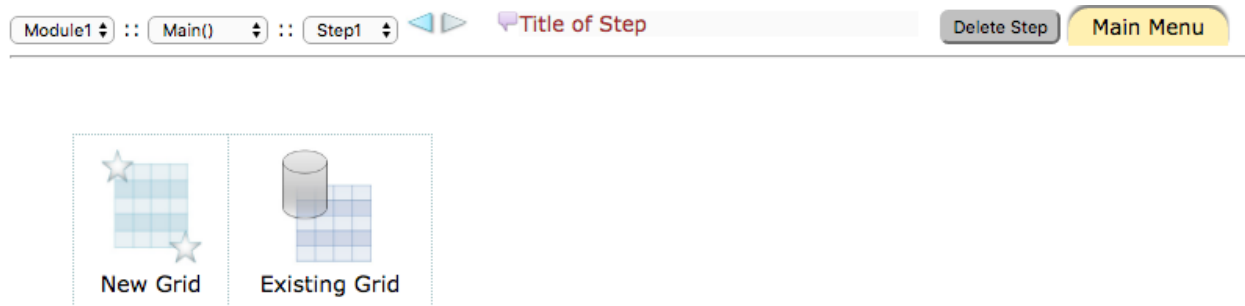 Module1 :: Main() :: Step1 Title of Step Delete Step Main Menu
New Grid Existing Grid